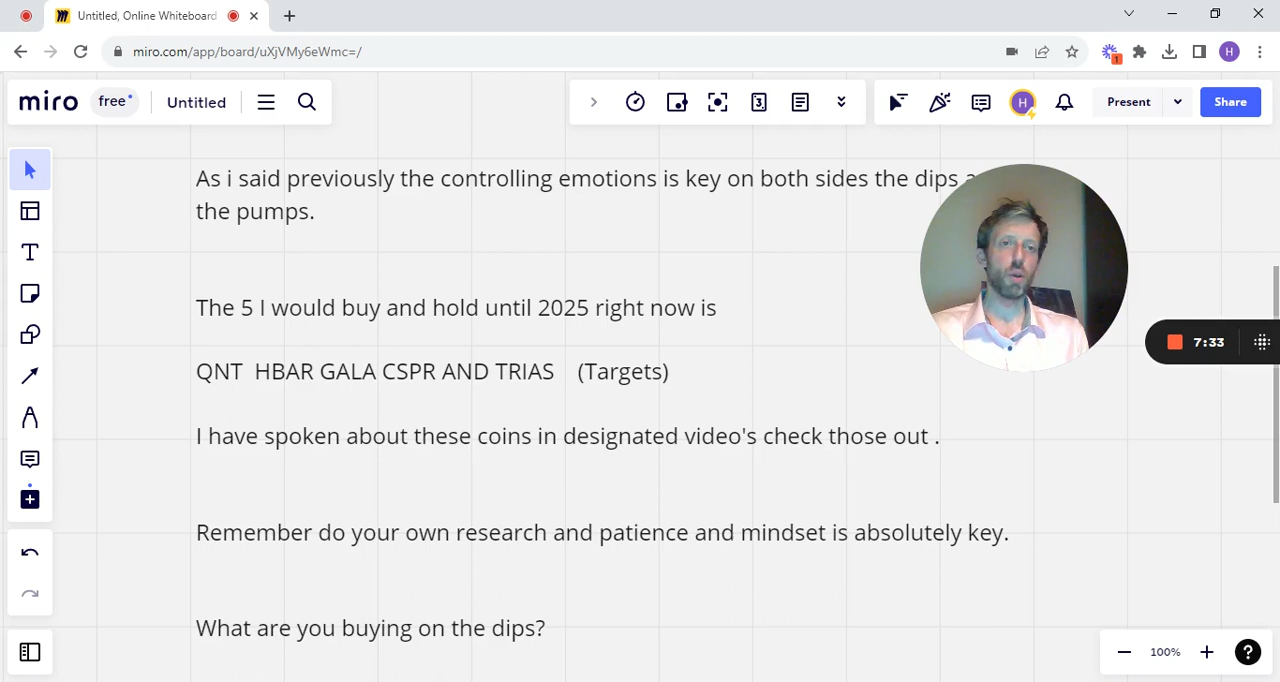 Untitled, Online Whiteboard
miro.com/app/board/uXjVMy6eWmc=/
1
H
miro
free
Untitled
3
H
Present
Share
As i said previously the controlling emotions is key on both sides the dips
the pumps.
The 5 I would buy and hold until 2025 right now is
QNT HBAR GALA CSPR AND TRIAS (Targets)
7:33
I have spoken about these coins in designated video's check those out .
Remember do your own research and patience and mindset is absolutely key.
What are you buying on the dips?
100%
?